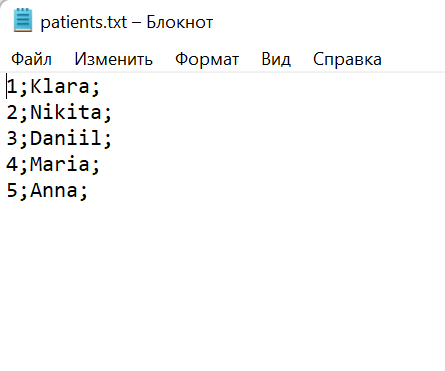 patients.txt – Блокнот
Файл Изменить Формат Вид Справка
1;Klara;
2;Nikita;
3;Daniil;
4;Maria;
5;Anna;